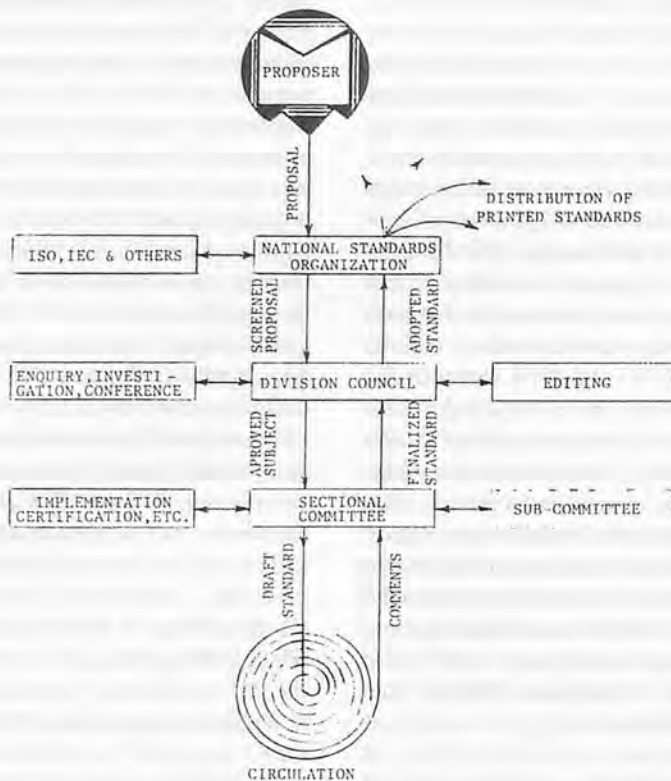 PROPOSER
PROPOSAL
DISTRIBUTION OF
PRINTED STANDARDS
ISO,IEC & OTHERS
NATIONAL STANDARDS
ORGANIZATION
SCREENED
PROPOSAL
ADOPTED
STANDARD
ENQUIRY,INVESTI-
GATION,CONFERENCE
DIVISION COUNCIL
EDITING
APROVED
SUBJECT
FINALIZED
STANDARD
IMPLEMENTATION
CERTIFICATION,ETC.
SECTIONAL
COMMITTEE
SUB-COMMITTEE
DRAFT
STANDARD
COMMENTS
CIRCULATION